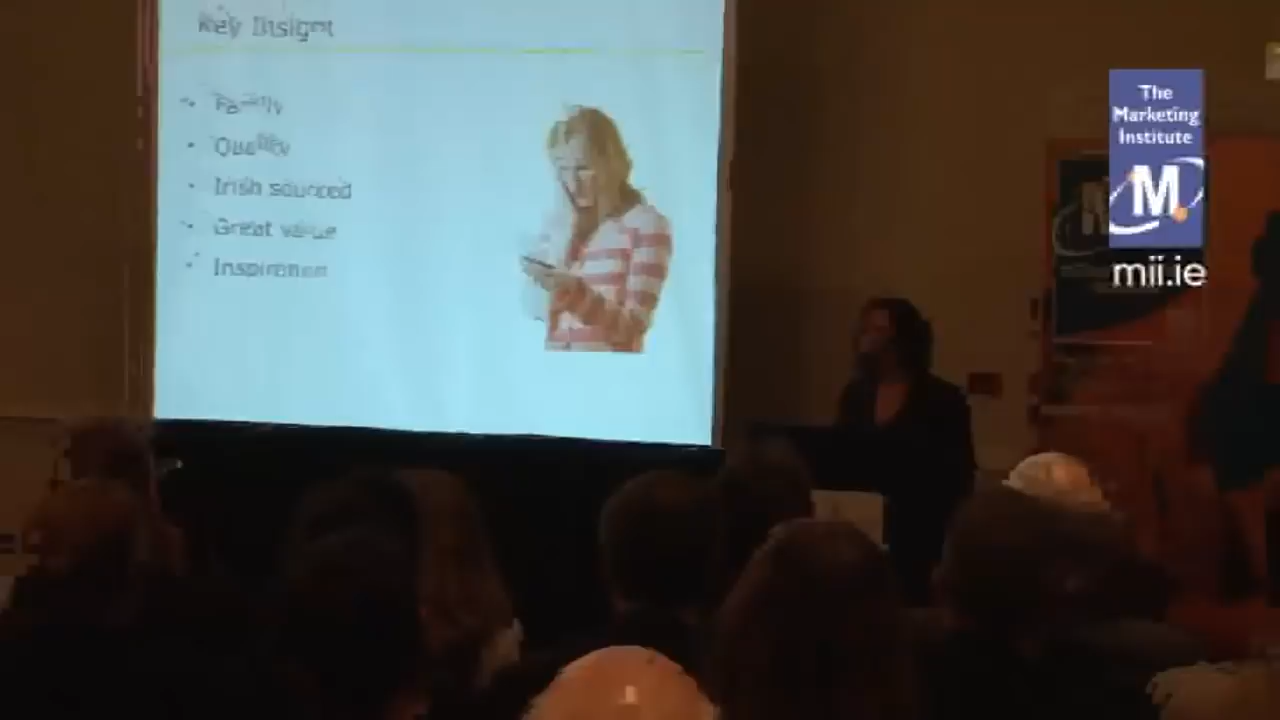 Key Insight
• Family
• Quality
• Irish sourced
• Great value
• Inspiration
The
Marketing
Institute
M
mii.ie